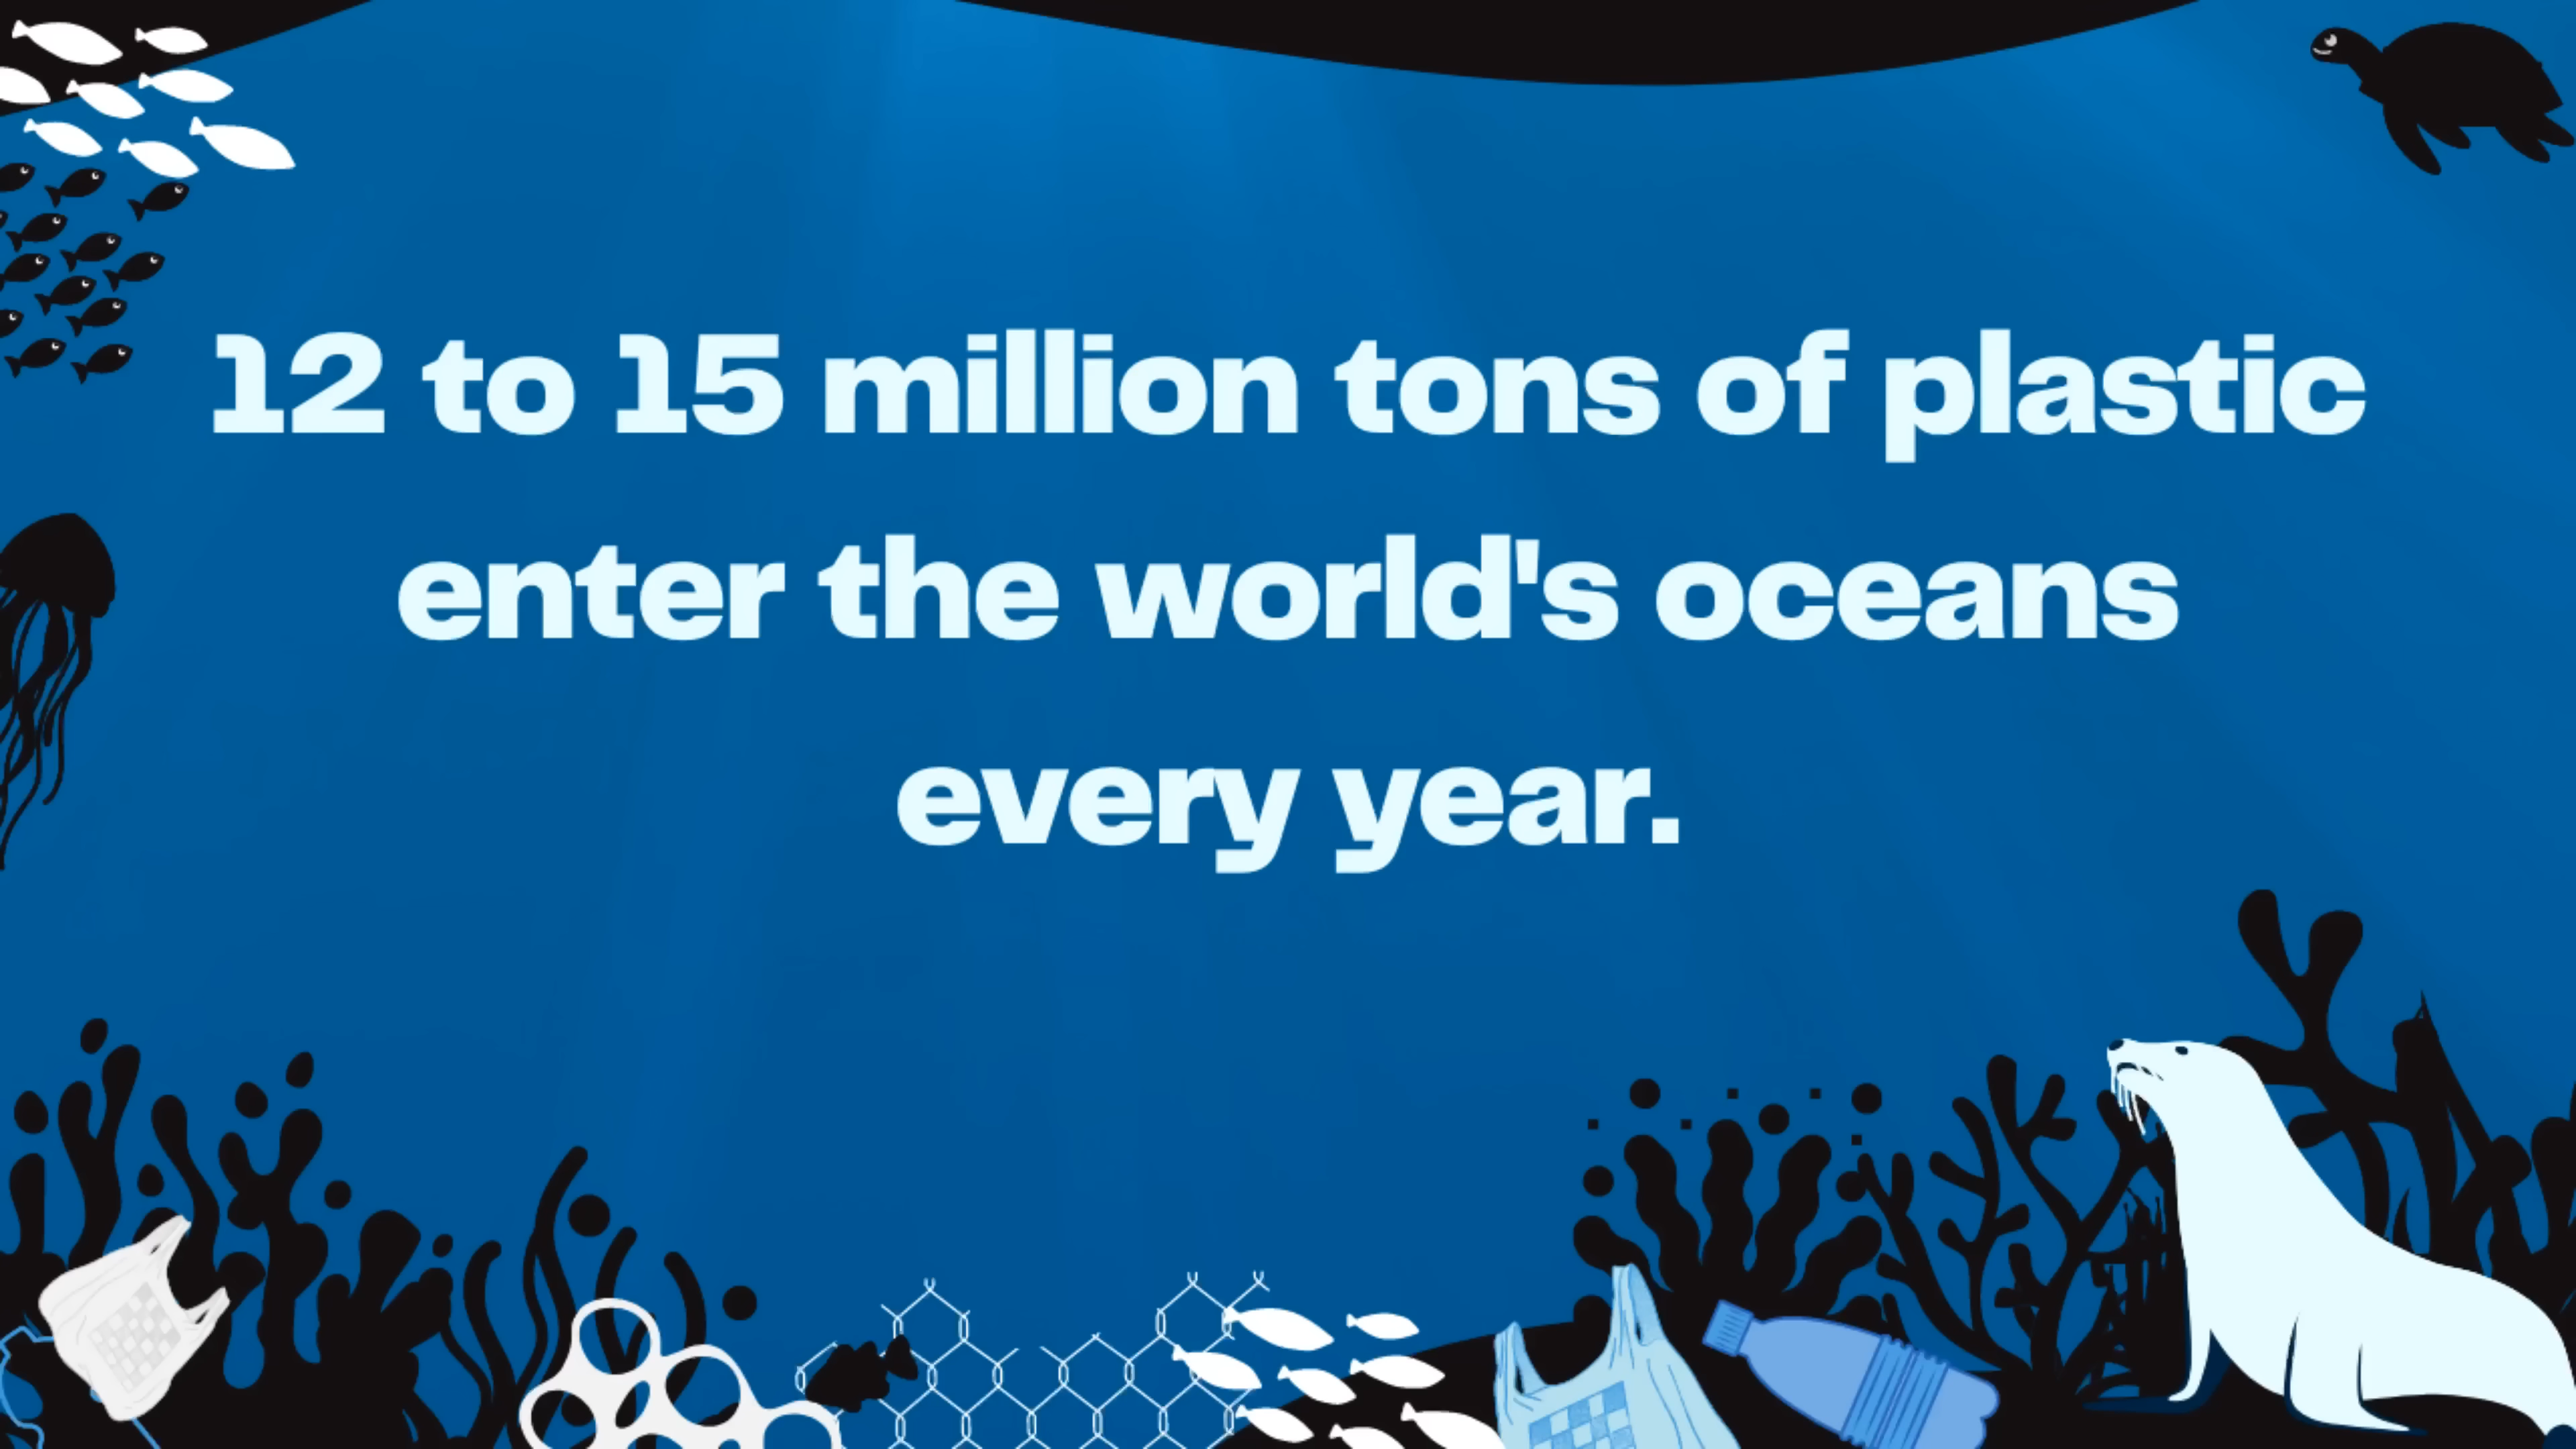 12 to 15 million tons of plastic
enter the world's oceans
every year.